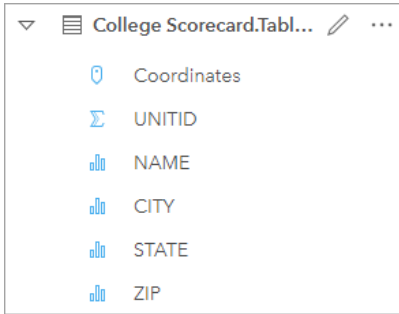 College Scorecard.Tabl...
Coordinates
UNITID
NAME
CITY
STATE
ZIP